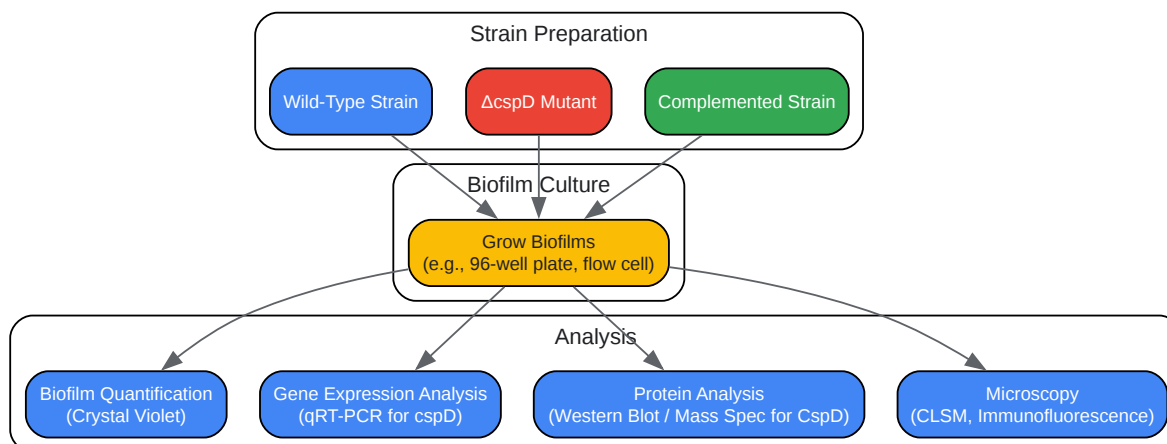 Strain Preparation
Wild-Type Strain
ΔcspD Mutant
Complemented Strain
Biofilm Culture
Grow Biofilms
(e.g., 96-well plate, flow cell)
Analysis
Biofilm Quantification
(Crystal Violet)
Gene Expression Analysis
(qRT-PCR for cspD)
Protein Analysis
(Western Blot / Mass Spec for CspD)
Microscopy
(CLSM, Immunofluorescence)